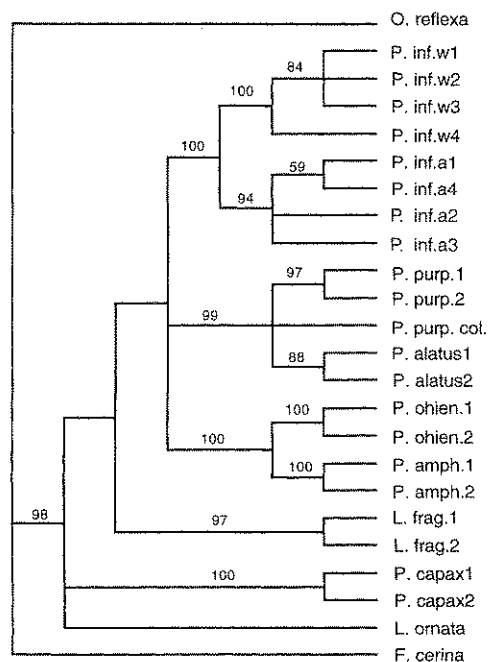 O. reflexa
P. inf.w1
84
P. inf.w2
100
P. inf.w3
P. inf.w4
100
P. inf.a1
59
P. inf.a4
94
P. inf.a2
P. inf.a3
P. purp.1
97
P. purp.2
99
P. purp. col.
P. alatus1
88
P. alatus2
P. ohien.1
100
P. ohien.2
100
P. amph.1
100
P. amph.2
L. frag.1
97
L. frag.2
98
P. capax1
100
P. capax2
L. ornata
F. cerina